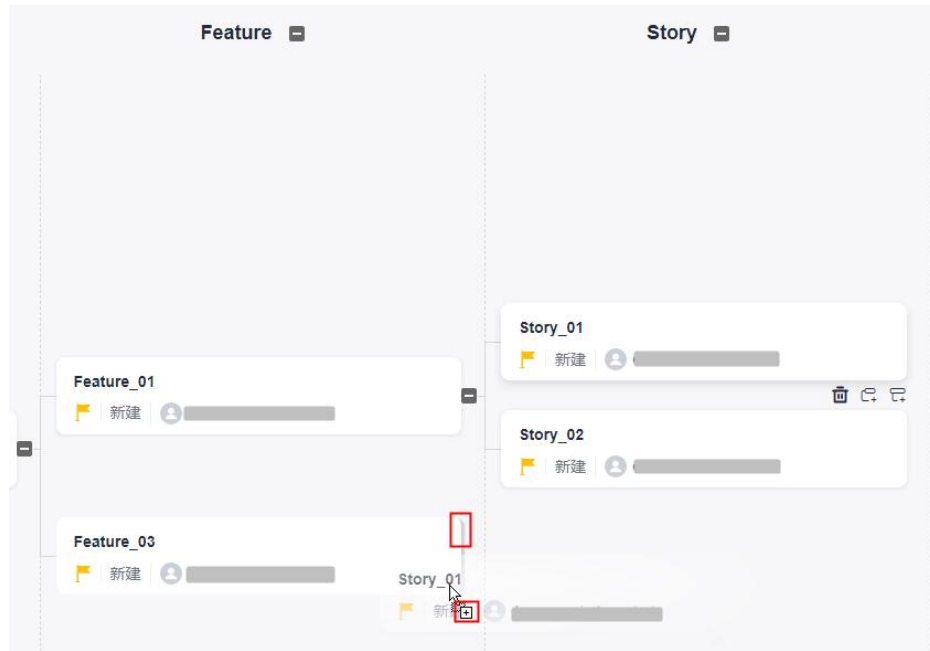 Feature
Story
Story_01
新建
Feature_01
新建
Story_02
新建
Feature_03
新建
Story_01